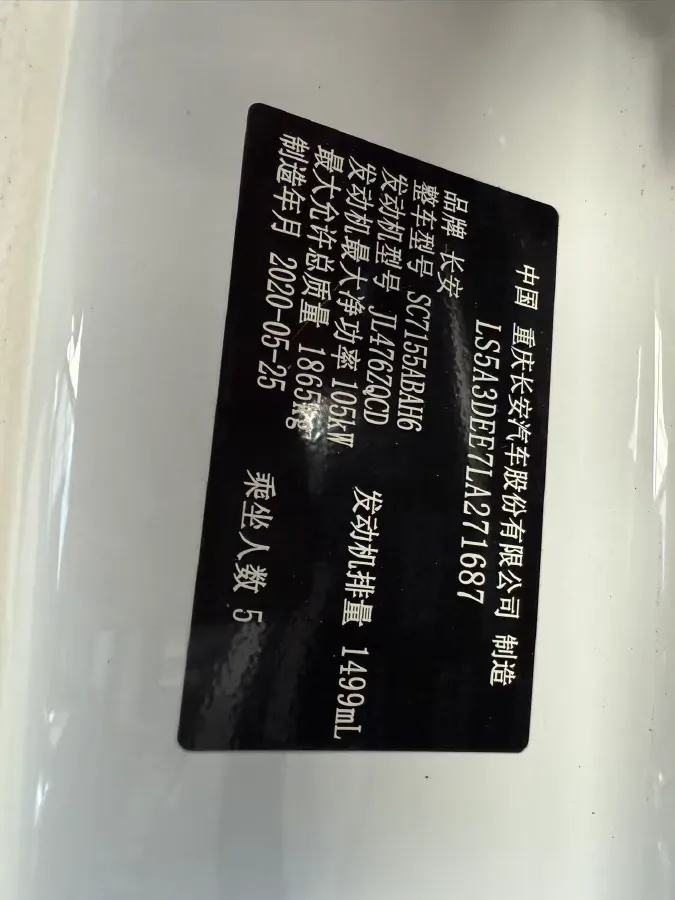 中国 重庆长安汽车股份有限公司 制造
LS5A3DEE7LA271687
品牌 长安
整车型号 SC7155ABAH6
发动机型号 JL476ZQCD
发动机最大净功率 105kW 发动机排量 1499mL
最大允许总质量 1865kg
制造年月 2020-05-25 乘坐人数 5